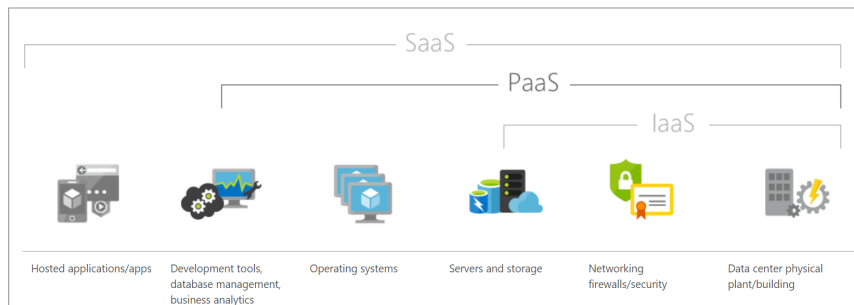 SaaS
PaaS
IaaS
Hosted applications/apps
Development tools,
database management,
business analytics
Operating systems
Servers and storage
Networking
firewalls/security
Data center physical
plant/building